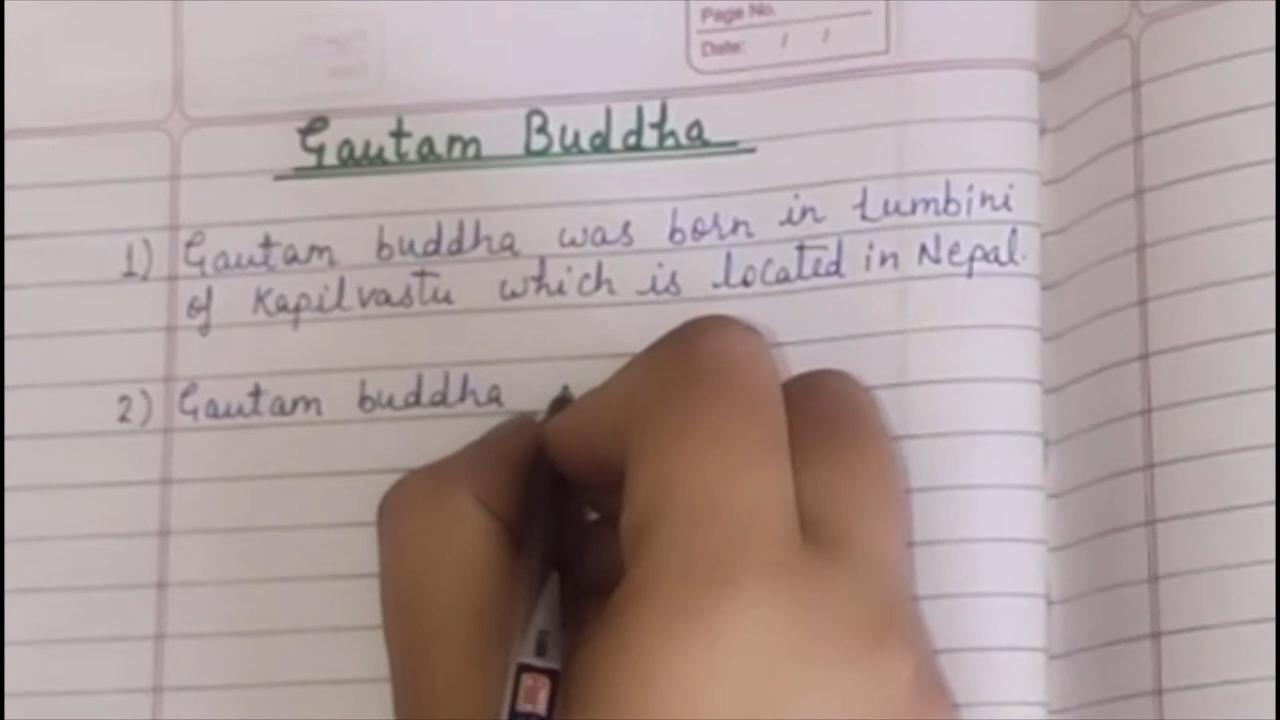 Page No.
Date: / /
Gautam Buddha
1) Gautam buddha was born in Lumbini
of Kapilvastu which is located in Nepal.
2) Gautam buddha